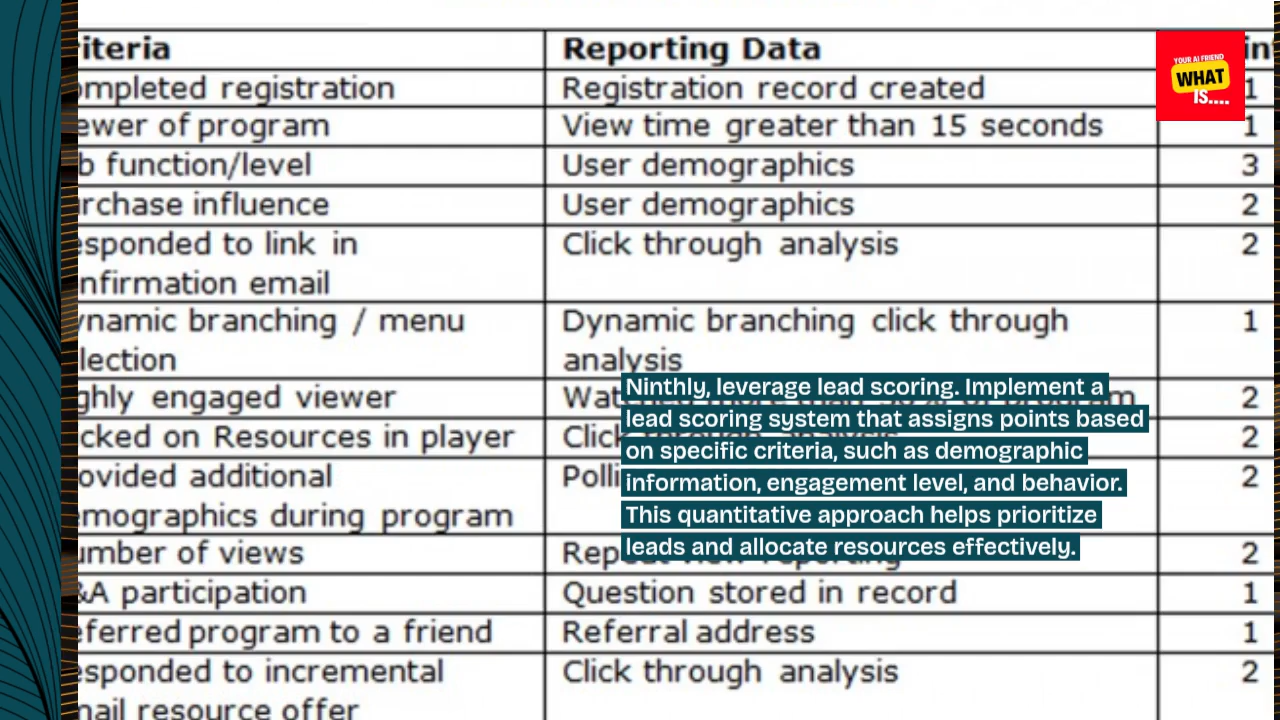 iteria Reporting Data in
ompleted registration Registration record created 1
ewer of program View time greater than 15 seconds 1
b function/level User demographics 3
rchase influence User demographics 2
esponded to link in Click through analysis 2
nfirmation email
ynamic branching / menu Dynamic branching click through 1
lection analysis
ghly engaged viewer 2
cked on Resources in player Click 2
ovided additional Polli 2
mographics during program
umber of views Rep 2
&A participation Question stored in record 1
eferred program to a friend Referral address 1
esponded to incremental Click through analysis 2
mail resource offer
Ninthly, leverage lead scoring. Implement a
lead scoring system that assigns points based
on specific criteria, such as demographic
information, engagement level, and behavior.
This quantitative approach helps prioritize
leads and allocate resources effectively.
YOUR AI FRIEND
WHAT
IS....